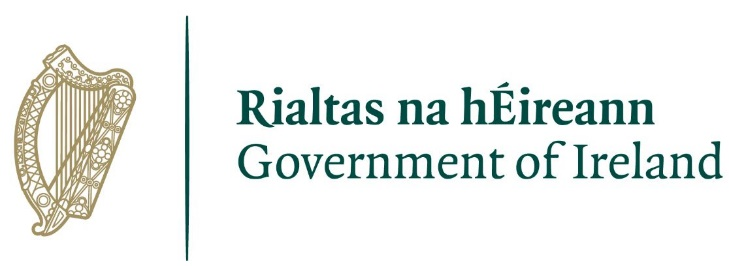 Rialtas na hÉireann
Government of Ireland